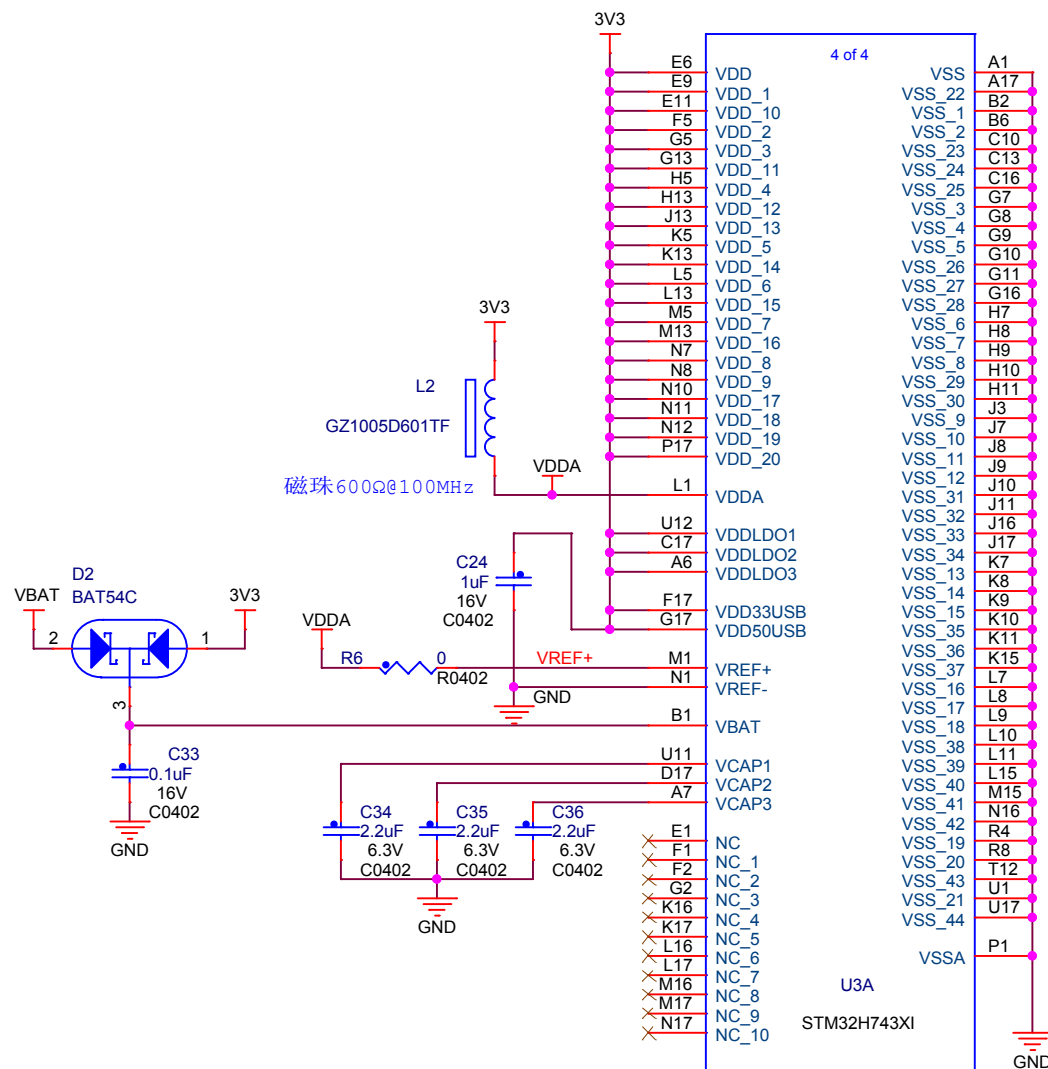 3V3
4 of 4
E6 VDD
E9 VDD_1
E11 VDD_10
F5 VDD_2
G5 VDD_3
G13 VDD_11
H5 VDD_4
H13 VDD_12
J13 VDD_13
K5 VDD_5
K13 VDD_14
L5 VDD_6
L13 VDD_15
M5 VDD_7
M13 VDD_16
N7 VDD_8
N8 VDD_9
N10 VDD_17
N11 VDD_18
N12 VDD_19
P17 VDD_20
L1 VDDA
U12 VDDLDO1
C17 VDDLDO2
A6 VDDLDO3
F17 VDD33USB
G17 VDD50USB
M1 VREF+
N1 VREF-
B1 VBAT
U11 VCAP1
D17 VCAP2
A7 VCAP3
E1 NC
F1 NC_1
F2 NC_2
G2 NC_3
K16 NC_4
K17 NC_5
L16 NC_6
L17 NC_7
M16 NC_8
M17 NC_9
N17 NC_10
VSS A1
VSS_22 A17
VSS_1 B2
VSS_2 B6
VSS_23 C10
VSS_24 C13
VSS_25 C16
VSS_3 G7
VSS_4 G8
VSS_5 G9
VSS_26 G10
VSS_27 G11
VSS_28 G16
VSS_6 H7
VSS_7 H8
VSS_8 H9
VSS_29 H10
VSS_30 H11
VSS_9 J3
VSS_10 J7
VSS_11 J8
VSS_12 J9
VSS_31 J10
VSS_32 J11
VSS_33 J16
VSS_34 J17
VSS_13 K7
VSS_14 K8
VSS_15 K9
VSS_35 K10
VSS_36 K11
VSS_37 K15
VSS_16 L7
VSS_17 L8
VSS_18 L9
VSS_38 L10
VSS_39 L11
VSS_40 L15
VSS_41 M15
VSS_42 N16
VSS_19 R4
VSS_20 R8
VSS_43 T12
VSS_21 U1
VSS_44 U17
VSSA P1
U3A
STM32H743XI
GND
3V3
L2
GZ1005D601TF
磁珠600Ω@100MHz
VDDA
C24
1uF
16V
C0402
D2
BAT54C
VBAT
3V3
2
1
3
VDDA
R6
0
R0402
VREF+
GND
C33
0.1uF
16V
C0402
GND
C34
2.2uF
6.3V
C0402
C35
2.2uF
6.3V
C0402
C36
2.2uF
6.3V
C0402
GND